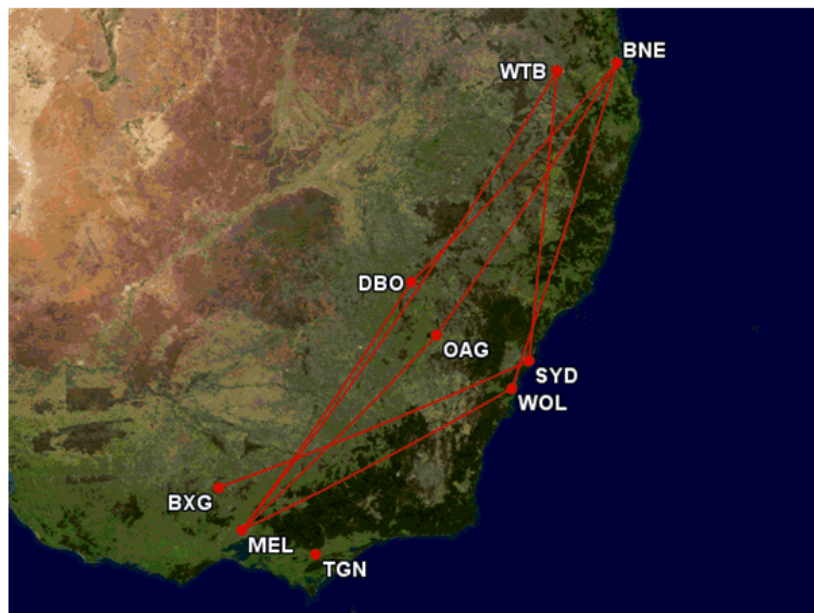 BNE
WTB
DBO
OAG
SYD
WOL
BXG
MEL
TGN